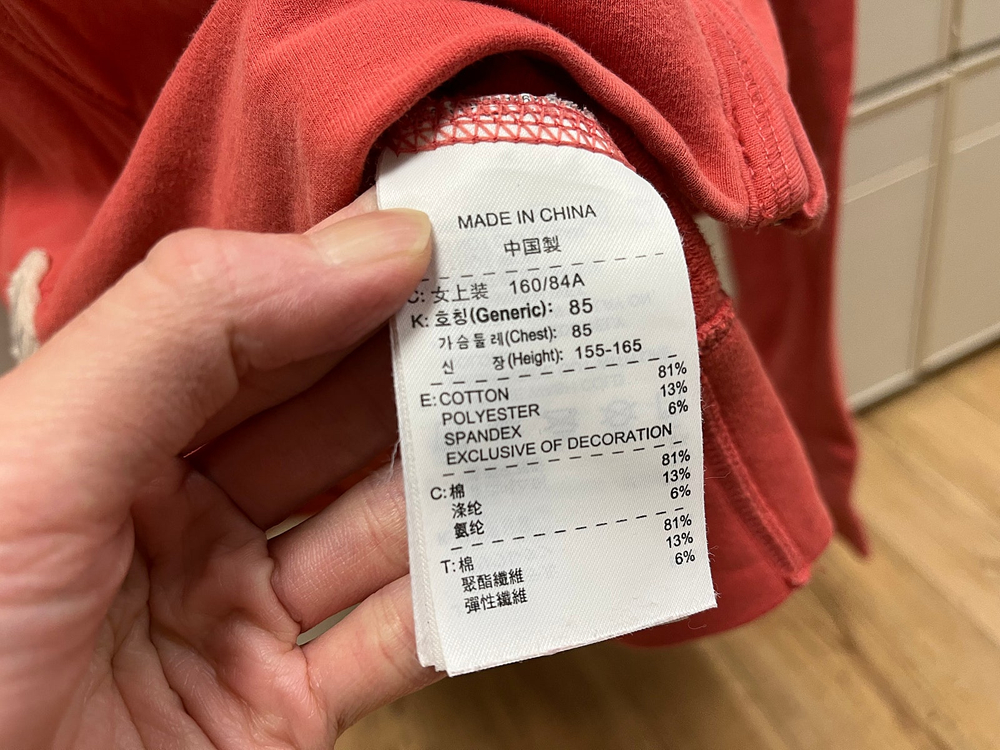 MADE IN CHINA
中国製
C: 女上装 160/84A
K: 호칭(Generic): 85
가슴둘레(Chest): 85
신 장(Height): 155-165
E: COTTON 81%
POLYESTER 13%
SPANDEX 6%
EXCLUSIVE OF DECORATION
C: 棉 81%
涤纶 13%
氨纶 6%
T: 棉 81%
聚酯纖維 13%
彈性纖維 6%